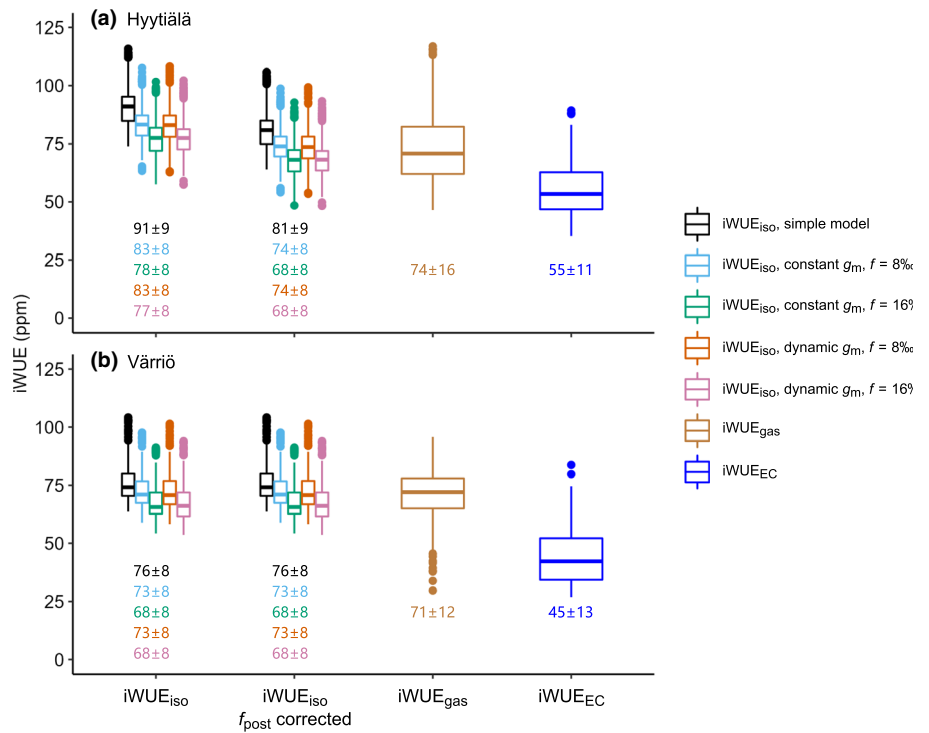 (a) Hyytiälä
125
100
75
50
25
0
91±9
83±8
78±8
83±8
77±8
81±9
74±8
68±8
74±8
68±8
74±16
55±11
iWUE (ppm)
(b) Värriö
125
100
75
50
25
0
76±8
73±8
68±8
73±8
68±8
76±8
73±8
68±8
73±8
68±8
71±12
45±13
iWUEiso
iWUEiso
fpost corrected
iWUEgas
iWUEEC
iWUEiso, simple model
iWUEiso, constant gm, f = 8‰
iWUEiso, constant gm, f = 16%
iWUEiso, dynamic gm, f = 8‰
iWUEiso, dynamic gm, f = 16%
iWUEgas
iWUEEC